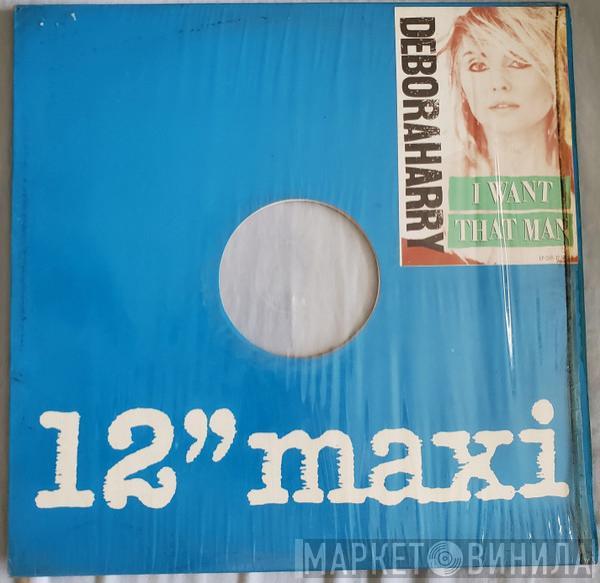 DEBORAHARRY
I WANT
THAT MAN
12” maxi
МАРКЕТ ВИНИЛА